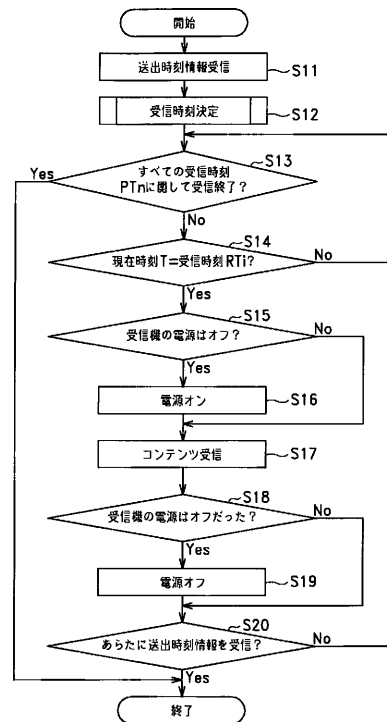 開始
送出時刻情報受信
S11
受信時刻決定
S12
S13
Yes
すべての受信時刻
PTnに関して受信終了?
No
S14
現在時刻T=受信時刻RTi?
No
Yes
S15
受信機の電源はオフ?
No
Yes
電源オン
S16
コンテンツ受信
S17
S18
受信機の電源はオフだった?
No
Yes
電源オフ
S19
S20
あらたに送出時刻情報を受信?
No
Yes
終了